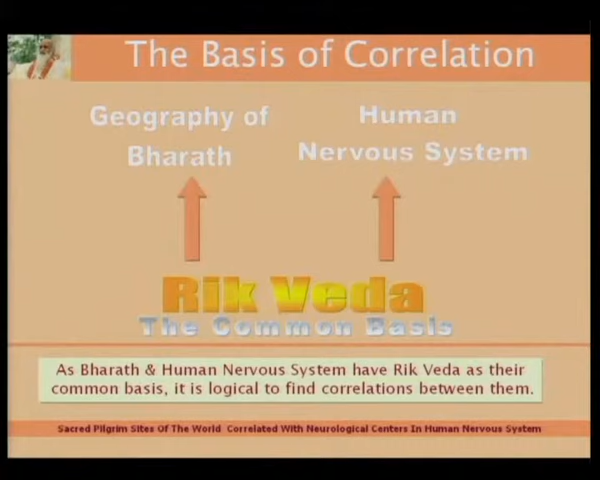 The Basis of Correlation
Geography of
Bharath
Human
Nervous System
Rik Veda
The Common Basis
As Bharath & Human Nervous System have Rik Veda as their
common basis, it is logical to find correlations between them.
Sacred Pilgrim Sites Of The World Correlated With Neurological Centers In Human Nervous System